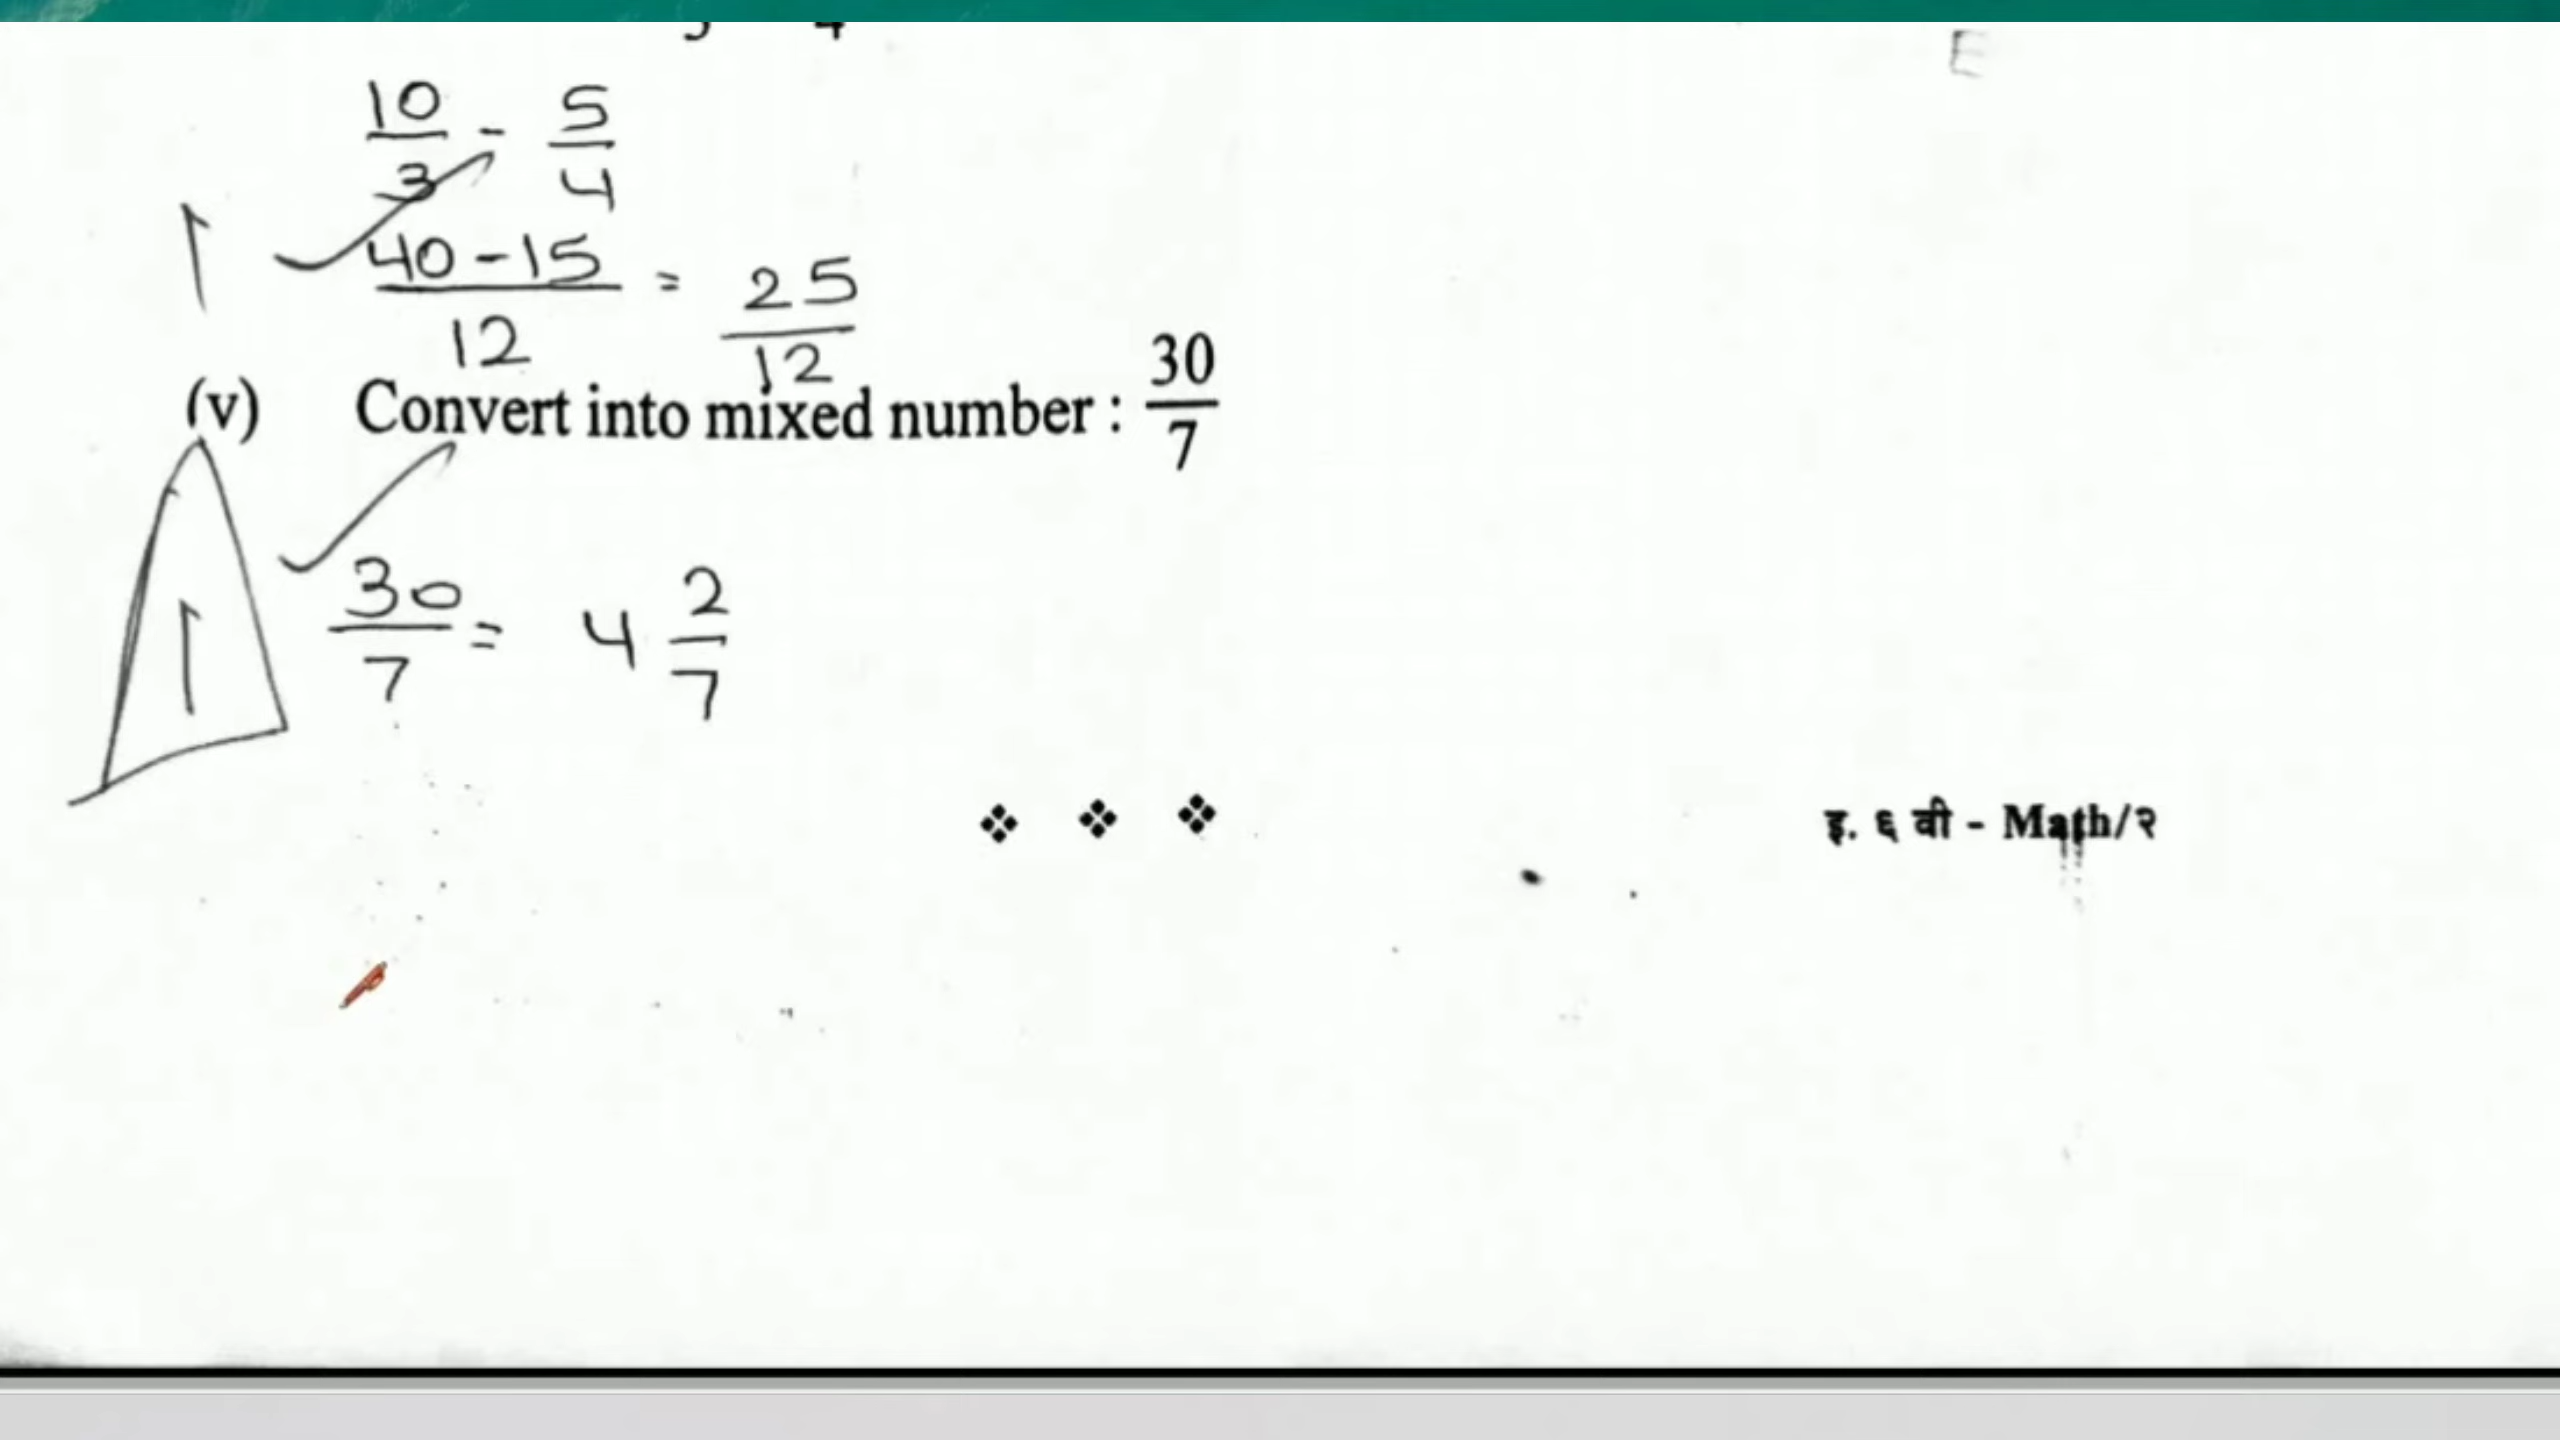 10/3 - 5/4
40-15/12 = 25/12
(v) Convert into mixed number : 30/7
30/7 = 4 2/7
1
1
इ. ६ वी - Math/२
E